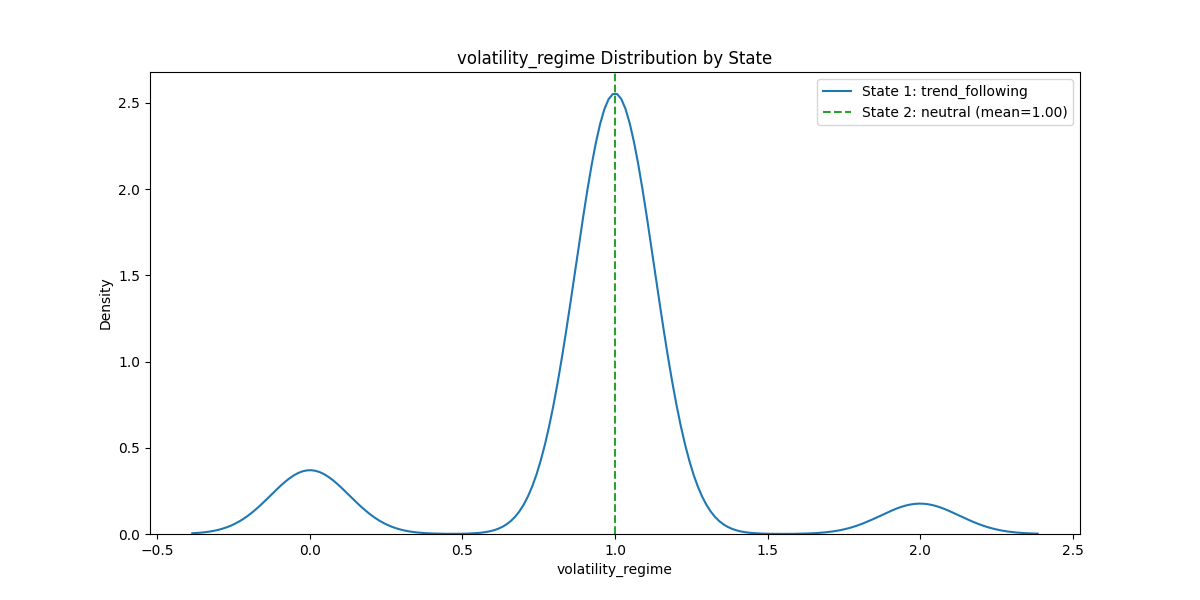 volatility_regime Distribution by State
State 1: trend_following
State 2: neutral (mean=1.00)
Density
2.5
2.0
1.5
1.0
0.5
0.0
−0.5 0.0 0.5 1.0 1.5 2.0 2.5
volatility_regime